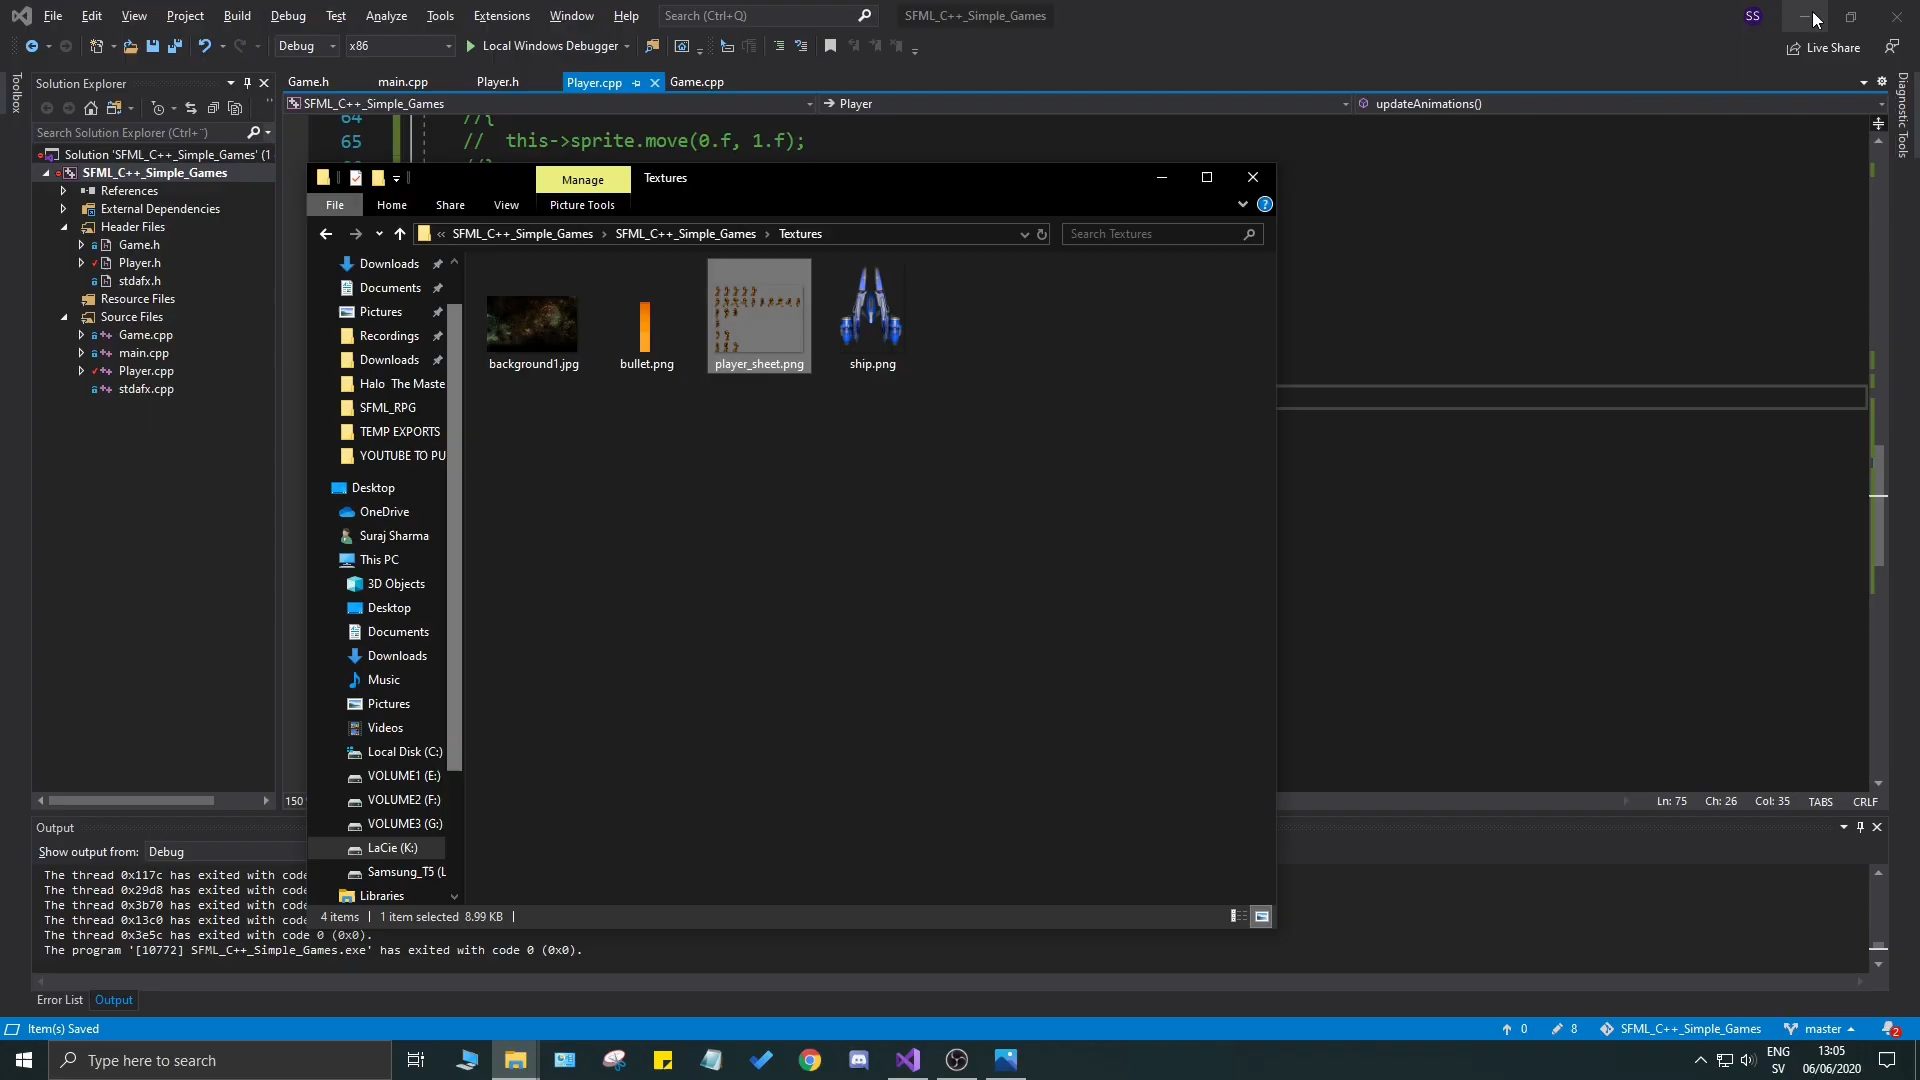 File Edit View Project Build Debug Test Analyze Tools Extensions Window Help Search (Ctrl+Q) SFML_C++_Simple_Games SS
Debug x86 Local Windows Debugger Live Share
Toolbox
Solution Explorer
Game.h main.cpp Player.h Player.cpp Game.cpp
Diagnostic Tools
SFML_C++_Simple_Games Player updateAnimations()
Search Solution Explorer (Ctrl+¨)
Solution 'SFML_C++_Simple_Games' (1
SFML_C++_Simple_Games
References
External Dependencies
Header Files
Game.h
Player.h
stdafx.h
Resource Files
Source Files
Game.cpp
main.cpp
Player.cpp
stdafx.cpp
64 //{
65 // this->sprite.move(0.f, 1.f);
Manage Textures
File Home Share View Picture Tools
« SFML_C++_Simple_Games › SFML_C++_Simple_Games › Textures
Search Textures
Downloads
Documents
Pictures
Recordings
Downloads
Halo The Maste
SFML_RPG
TEMP EXPORTS
YOUTUBE TO PU
Desktop
OneDrive
Suraj Sharma
This PC
3D Objects
Desktop
Documents
Downloads
Music
Pictures
Videos
Local Disk (C:)
VOLUME1 (E:)
VOLUME2 (F:)
VOLUME3 (G:)
LaCie (K:)
Samsung_T5 (L
Libraries
background1.jpg bullet.png player_sheet.png ship.png
4 items 1 item selected 8.99 KB
150
Ln: 75 Ch: 26 Col: 35 TABS CRLF
Output
Show output from: Debug
The thread 0x117c has exited with code
The thread 0x29d8 has exited with code
The thread 0x3b70 has exited with code
The thread 0x13c0 has exited with code
The thread 0x3e5c has exited with code 0 (0x0).
The program '[10772] SFML_C++_Simple_Games.exe' has exited with code 0 (0x0).
Error List Output
Item(s) Saved 0 8 SFML_C++_Simple_Games master 2
Type here to search
ENG
SV
13:05
06/06/2020